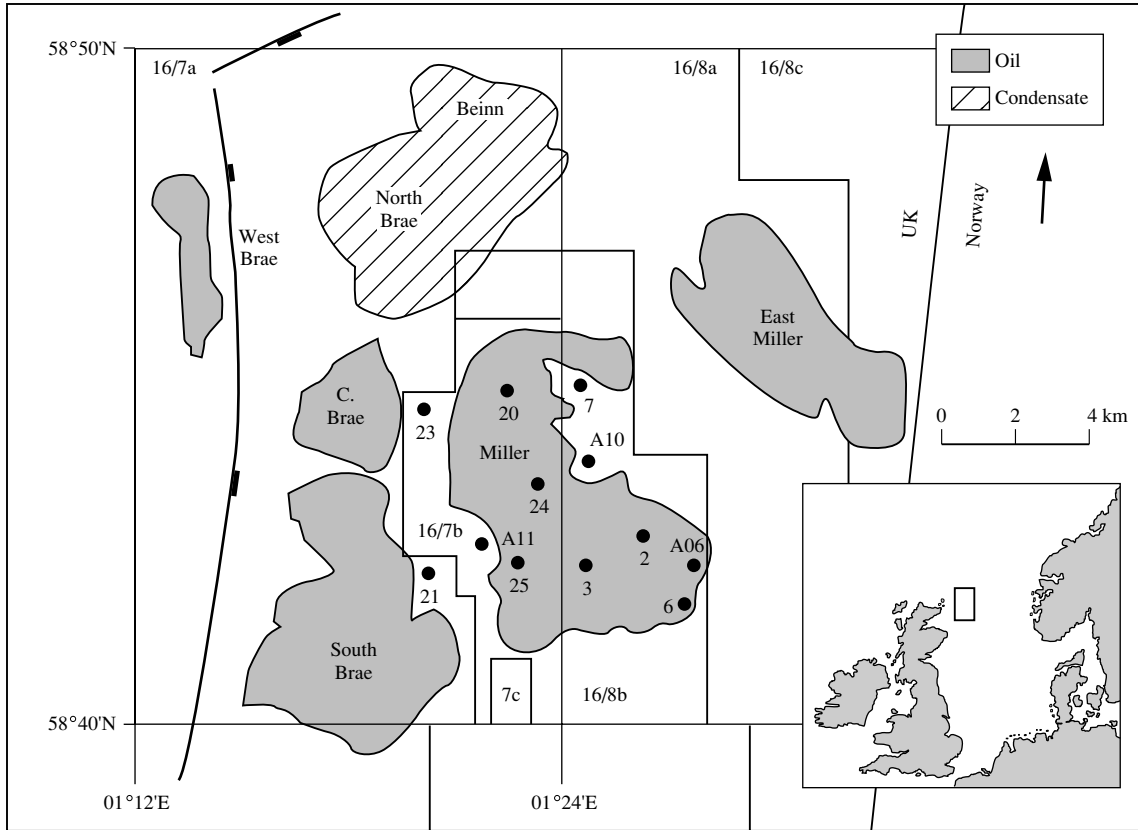 58°50'N
16/7a
16/8a
16/8c
Oil
Condensate
Beinn
North
Brae
West
Brae
UK
Norway
East
Miller
0 2 4 km
C.
Brae
20
7
23
A10
Miller
24
16/7b
A11
2
A06
25
3
21
6
South
Brae
7c
16/8b
58°40'N
01°12'E
01°24'E